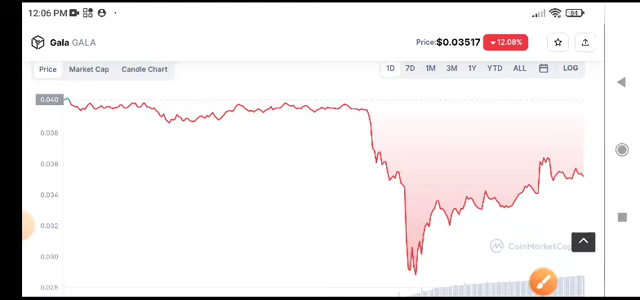 12:06 PM
64
Gala GALA
Price:$0.03517 ▼12.08%
Price Market Cap Candle Chart
1D 7D 1M 3M 1Y YTD ALL LOG
0.040
0.038
0.036
0.034
0.032
0.030
0.028
CoinMarketCap